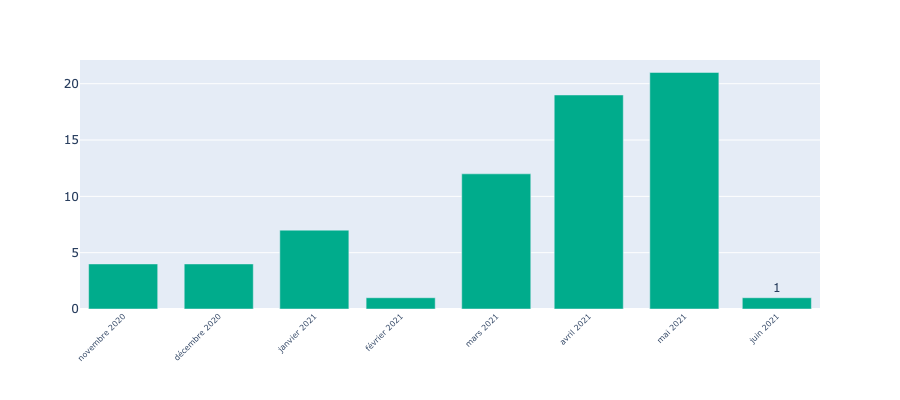 20
15
10
5
0
1
novembre 2020
décembre 2020
janvier 2021
février 2021
mars 2021
avril 2021
mai 2021
juin 2021